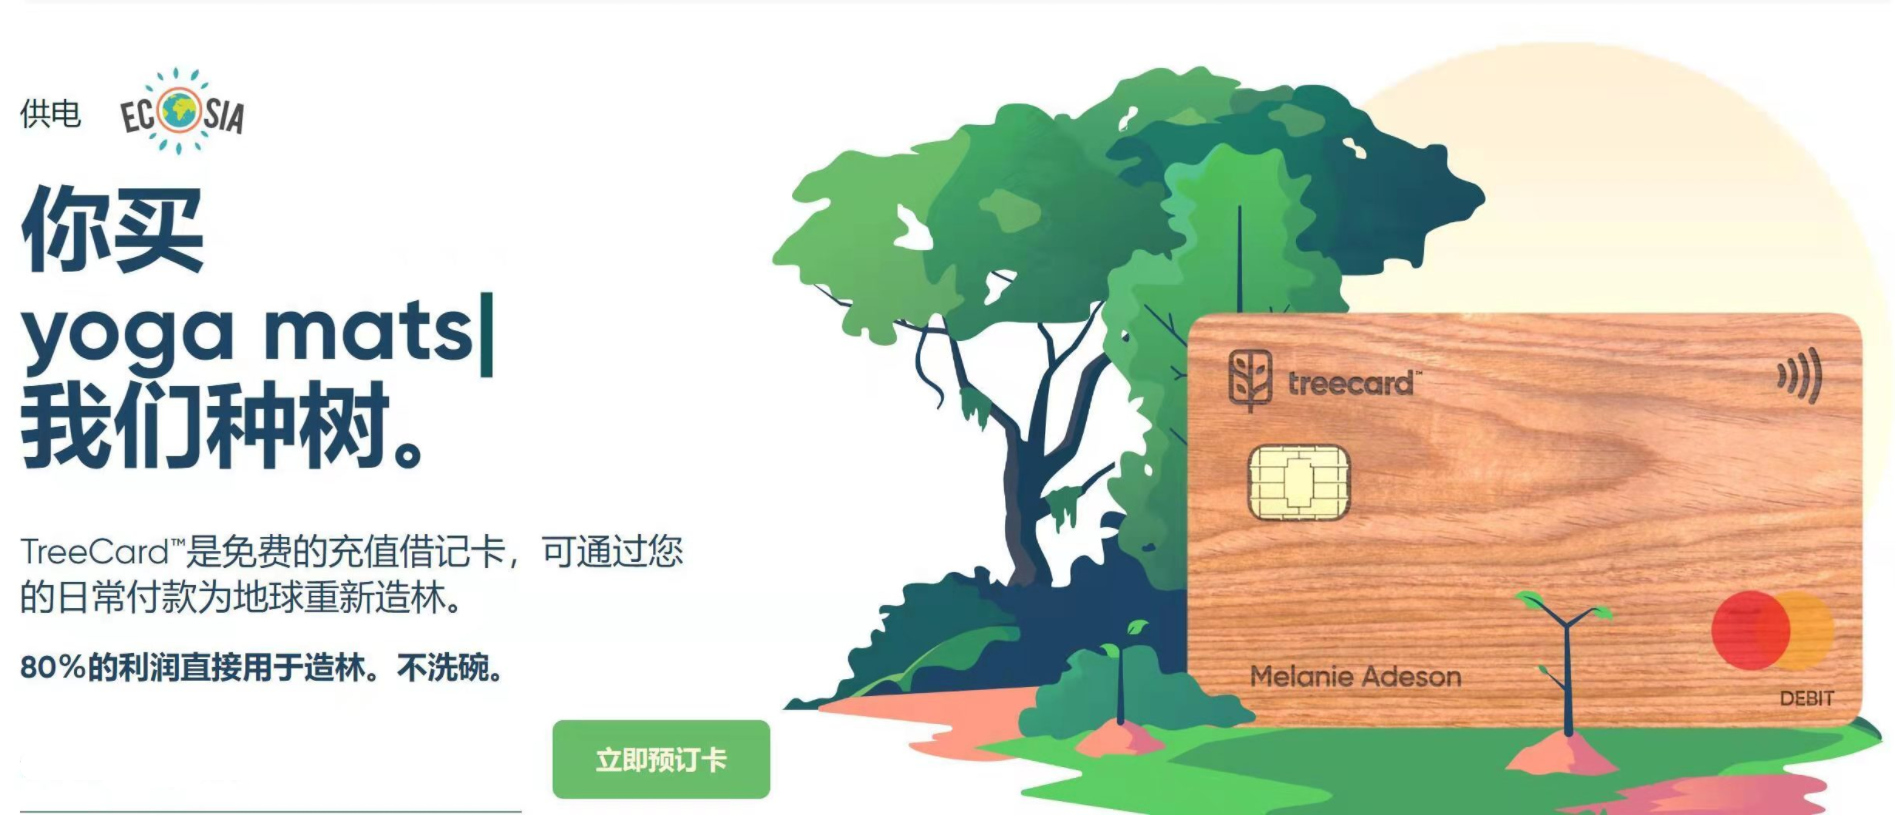 供电 ECOSIA
你买
yoga mats
我们种树。
TreeCard™是免费的充值借记卡，可通过您
的日常付款为地球重新造林。
80%的利润直接用于造林。不洗碗。
立即预订卡
treecard™
Melanie Adeson
DEBIT